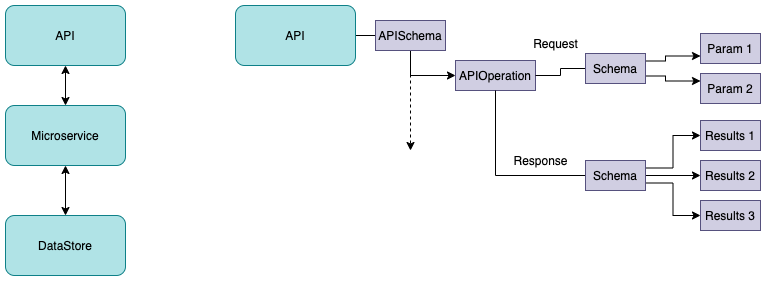 API
Microservice
DataStore
API
APISchema
APIOperation
Request
Schema
Param 1
Param 2
Response
Schema
Results 1
Results 2
Results 3